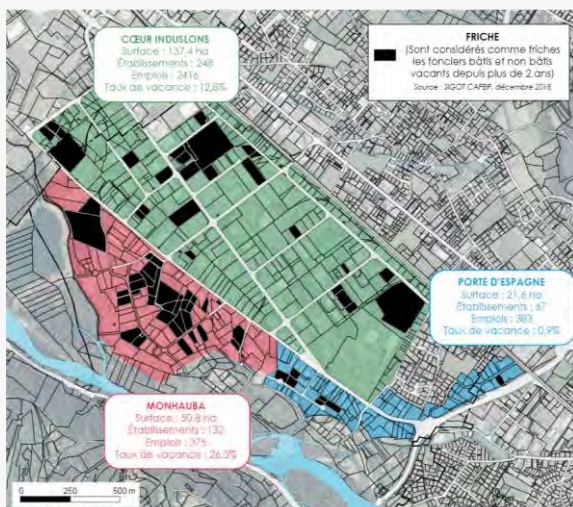 CŒUR INDUSLONS
Surface : 137,4 ha
Établissements : 248
Emplois : 2416
Taux de vacance : 12,8%
FRICHE
(Sont considérés comme friches
les fonciers bâtis et non bâtis
vacants depuis plus de 2 ans)
Source : SIGOT CAPBP, décembre 2018
PORTE D'ESPAGNE
Surface : 21,6 ha
Établissements : 67
Emplois : 383
Taux de vacance : 0,9%
MONHAUBA
Surface : 50,8 ha
Établissements : 132
Emplois : 375
Taux de vacance : 26,5%
0 250 500 m